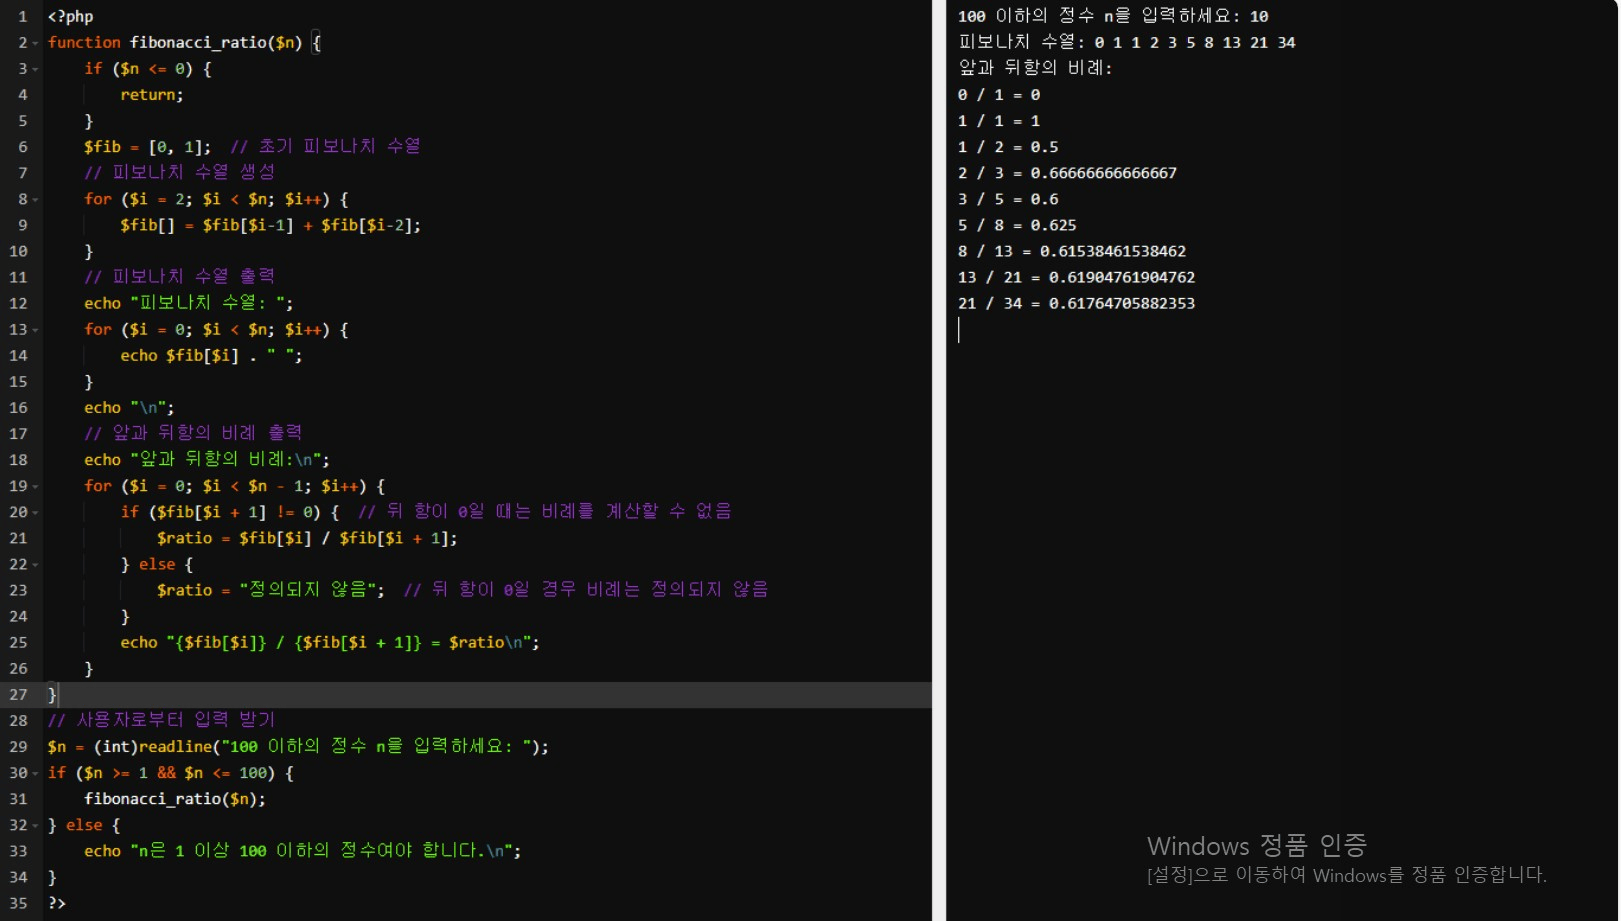 1 <?php
2 function fibonacci_ratio($n) {
3     if ($n <= 0) {
4         return;
5     }
6     $fib = [0, 1];  // 초기 피보나치 수열
7     // 피보나치 수열 생성
8     for ($i = 2; $i < $n; $i++) {
9         $fib[] = $fib[$i-1] + $fib[$i-2];
10     }
11     // 피보나치 수열 출력
12     echo "피보나치 수열: ";
13     for ($i = 0; $i < $n; $i++) {
14         echo $fib[$i] . " ";
15     }
16     echo "\n";
17     // 앞과 뒤항의 비례 출력
18     echo "앞과 뒤항의 비례:\n";
19     for ($i = 0; $i < $n - 1; $i++) {
20         if ($fib[$i + 1] != 0) {  // 뒤 항이 0일 때는 비례를 계산할 수 없음
21             $ratio = $fib[$i] / $fib[$i + 1];
22         } else {
23             $ratio = "정의되지 않음";  // 뒤 항이 0일 경우 비례는 정의되지 않음
24         }
25         echo "{$fib[$i]} / {$fib[$i + 1]} = $ratio\n";
26     }
27 }
28 // 사용자로부터 입력 받기
29 $n = (int)readline("100 이하의 정수 n을 입력하세요: ");
30 if ($n >= 1 && $n <= 100) {
31     fibonacci_ratio($n);
32 } else {
33     echo "n은 1 이상 100 이하의 정수여야 합니다.\n";
34 }
35 ?>
100 이하의 정수 n을 입력하세요: 10
피보나치 수열: 0 1 1 2 3 5 8 13 21 34
앞과 뒤항의 비례:
0 / 1 = 0
1 / 1 = 1
1 / 2 = 0.5
2 / 3 = 0.66666666666667
3 / 5 = 0.6
5 / 8 = 0.625
8 / 13 = 0.61538461538462
13 / 21 = 0.61904761904762
21 / 34 = 0.61764705882353
Windows 정품 인증
[설정]으로 이동하여 Windows를 정품 인증합니다.